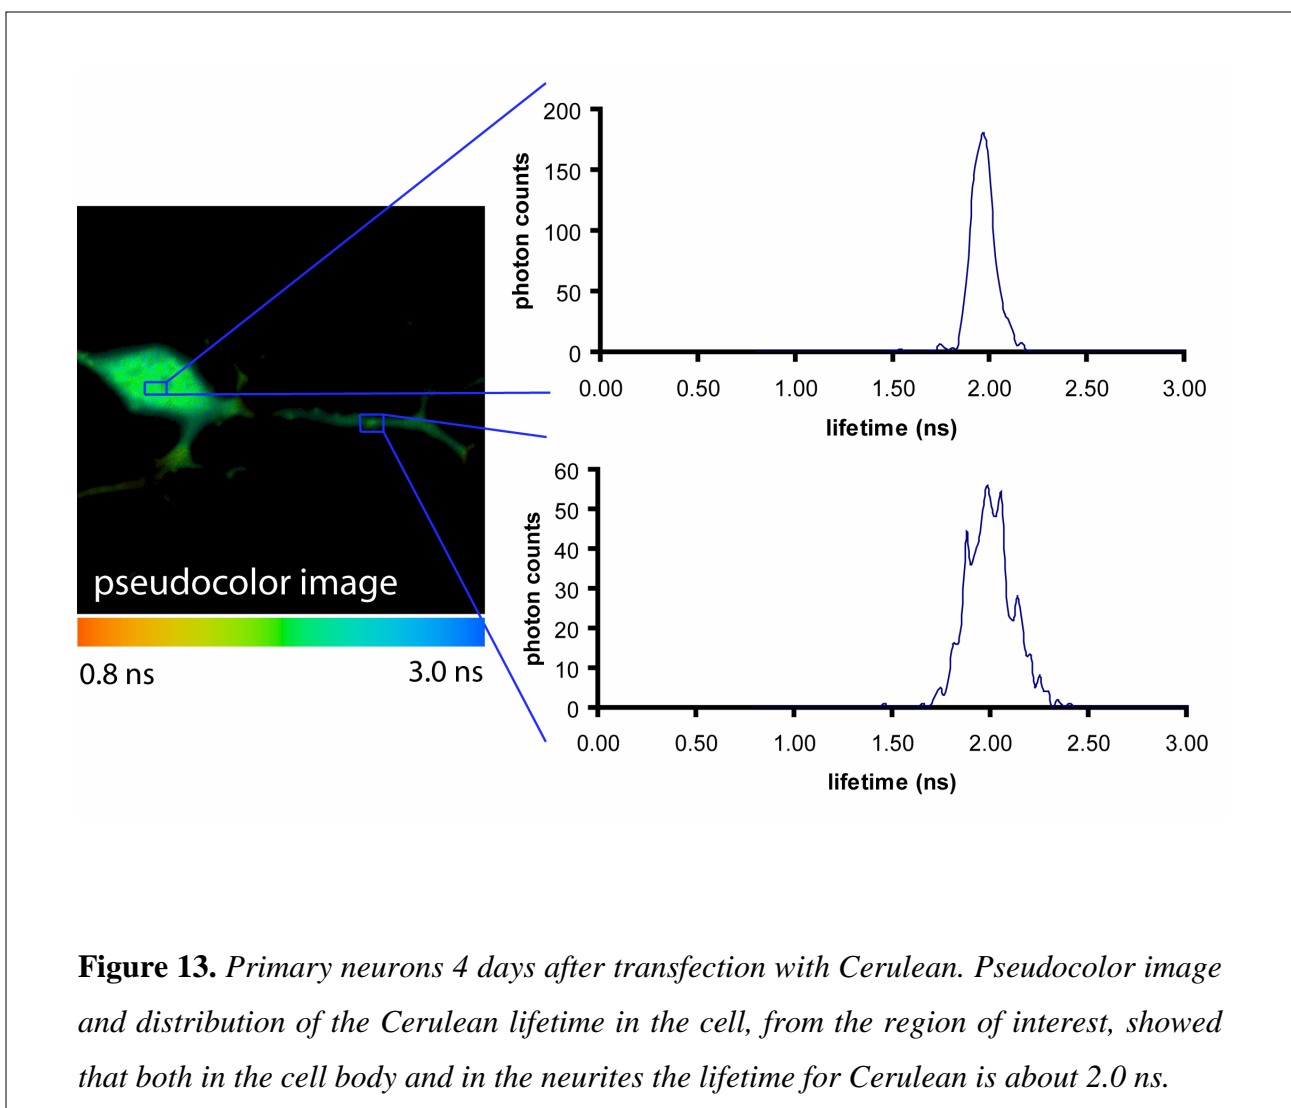 200
150
100
50
0
photon counts
0.00 0.50 1.00 1.50 2.00 2.50 3.00
lifetime (ns)
pseudocolor image
0.8 ns 3.0 ns
60
50
40
30
20
10
0
photon counts
0.00 0.50 1.00 1.50 2.00 2.50 3.00
lifetime (ns)
Figure 13. Primary neurons 4 days after transfection with Cerulean. Pseudocolor image
and distribution of the Cerulean lifetime in the cell, from the region of interest, showed
that both in the cell body and in the neurites the lifetime for Cerulean is about 2.0 ns.